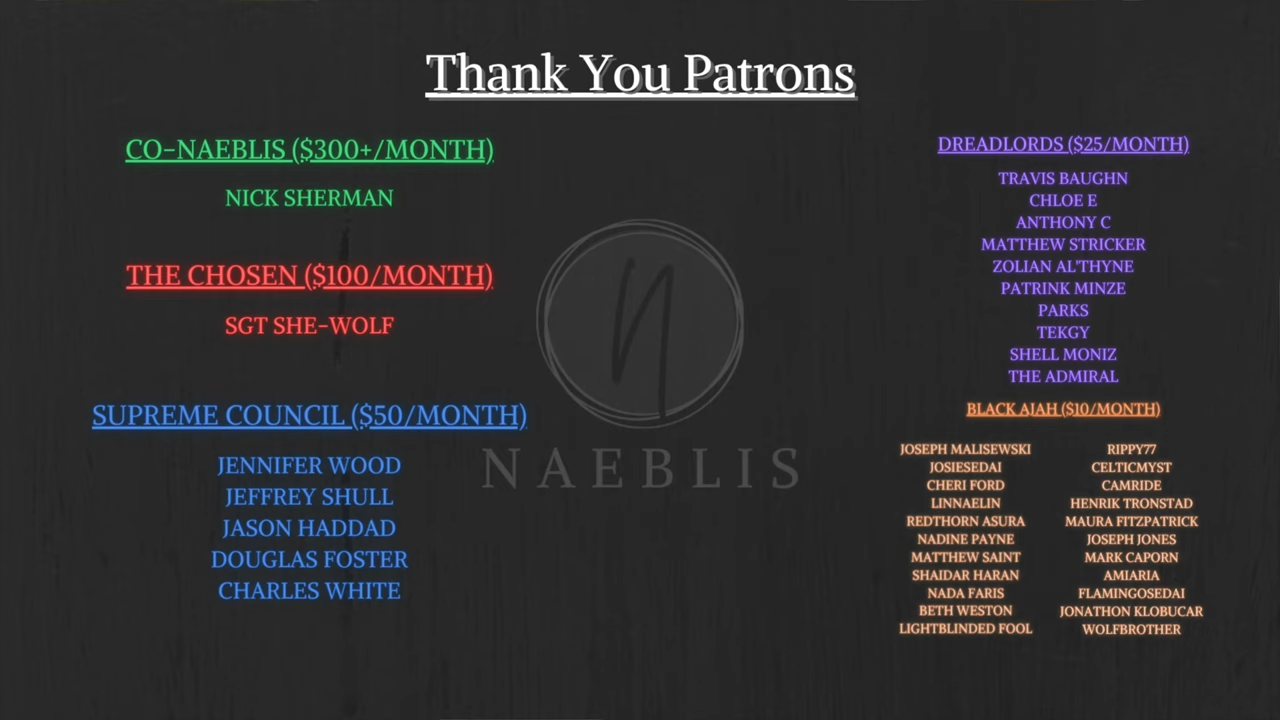 Thank You Patrons
CO-NAEBLIS ($300+/MONTH)
NICK SHERMAN
THE CHOSEN ($100/MONTH)
SGT SHE-WOLF
SUPREME COUNCIL ($50/MONTH)
JENNIFER WOOD
JEFFREY SHULL
JASON HADDAD
DOUGLAS FOSTER
CHARLES WHITE
n
NAEBLIS
DREADLORDS ($25/MONTH)
TRAVIS BAUGHN
CHLOE E
ANTHONY C
MATTHEW STRICKER
ZOLIAN AL'THYNE
PATRINK MINZE
PARKS
TEKGY
SHELL MONIZ
THE ADMIRAL
BLACK AJAH ($10/MONTH)
JOSEPH MALISEWSKI
JOSIESEDAI
CHERI FORD
LINNAELIN
REDTHORN ASURA
NADINE PAYNE
MATTHEW SAINT
SHAIDAR HARAN
NADA FARIS
BETH WESTON
LIGHTBLINDED FOOL
RIPPY77
CELTICMYST
CAMRIDE
HENRIK TRONSTAD
MAURA FITZPATRICK
JOSEPH JONES
MARK CAPORN
AMIARIA
FLAMINGOSEDAI
JONATHON KLOBUCAR
WOLFBROTHER